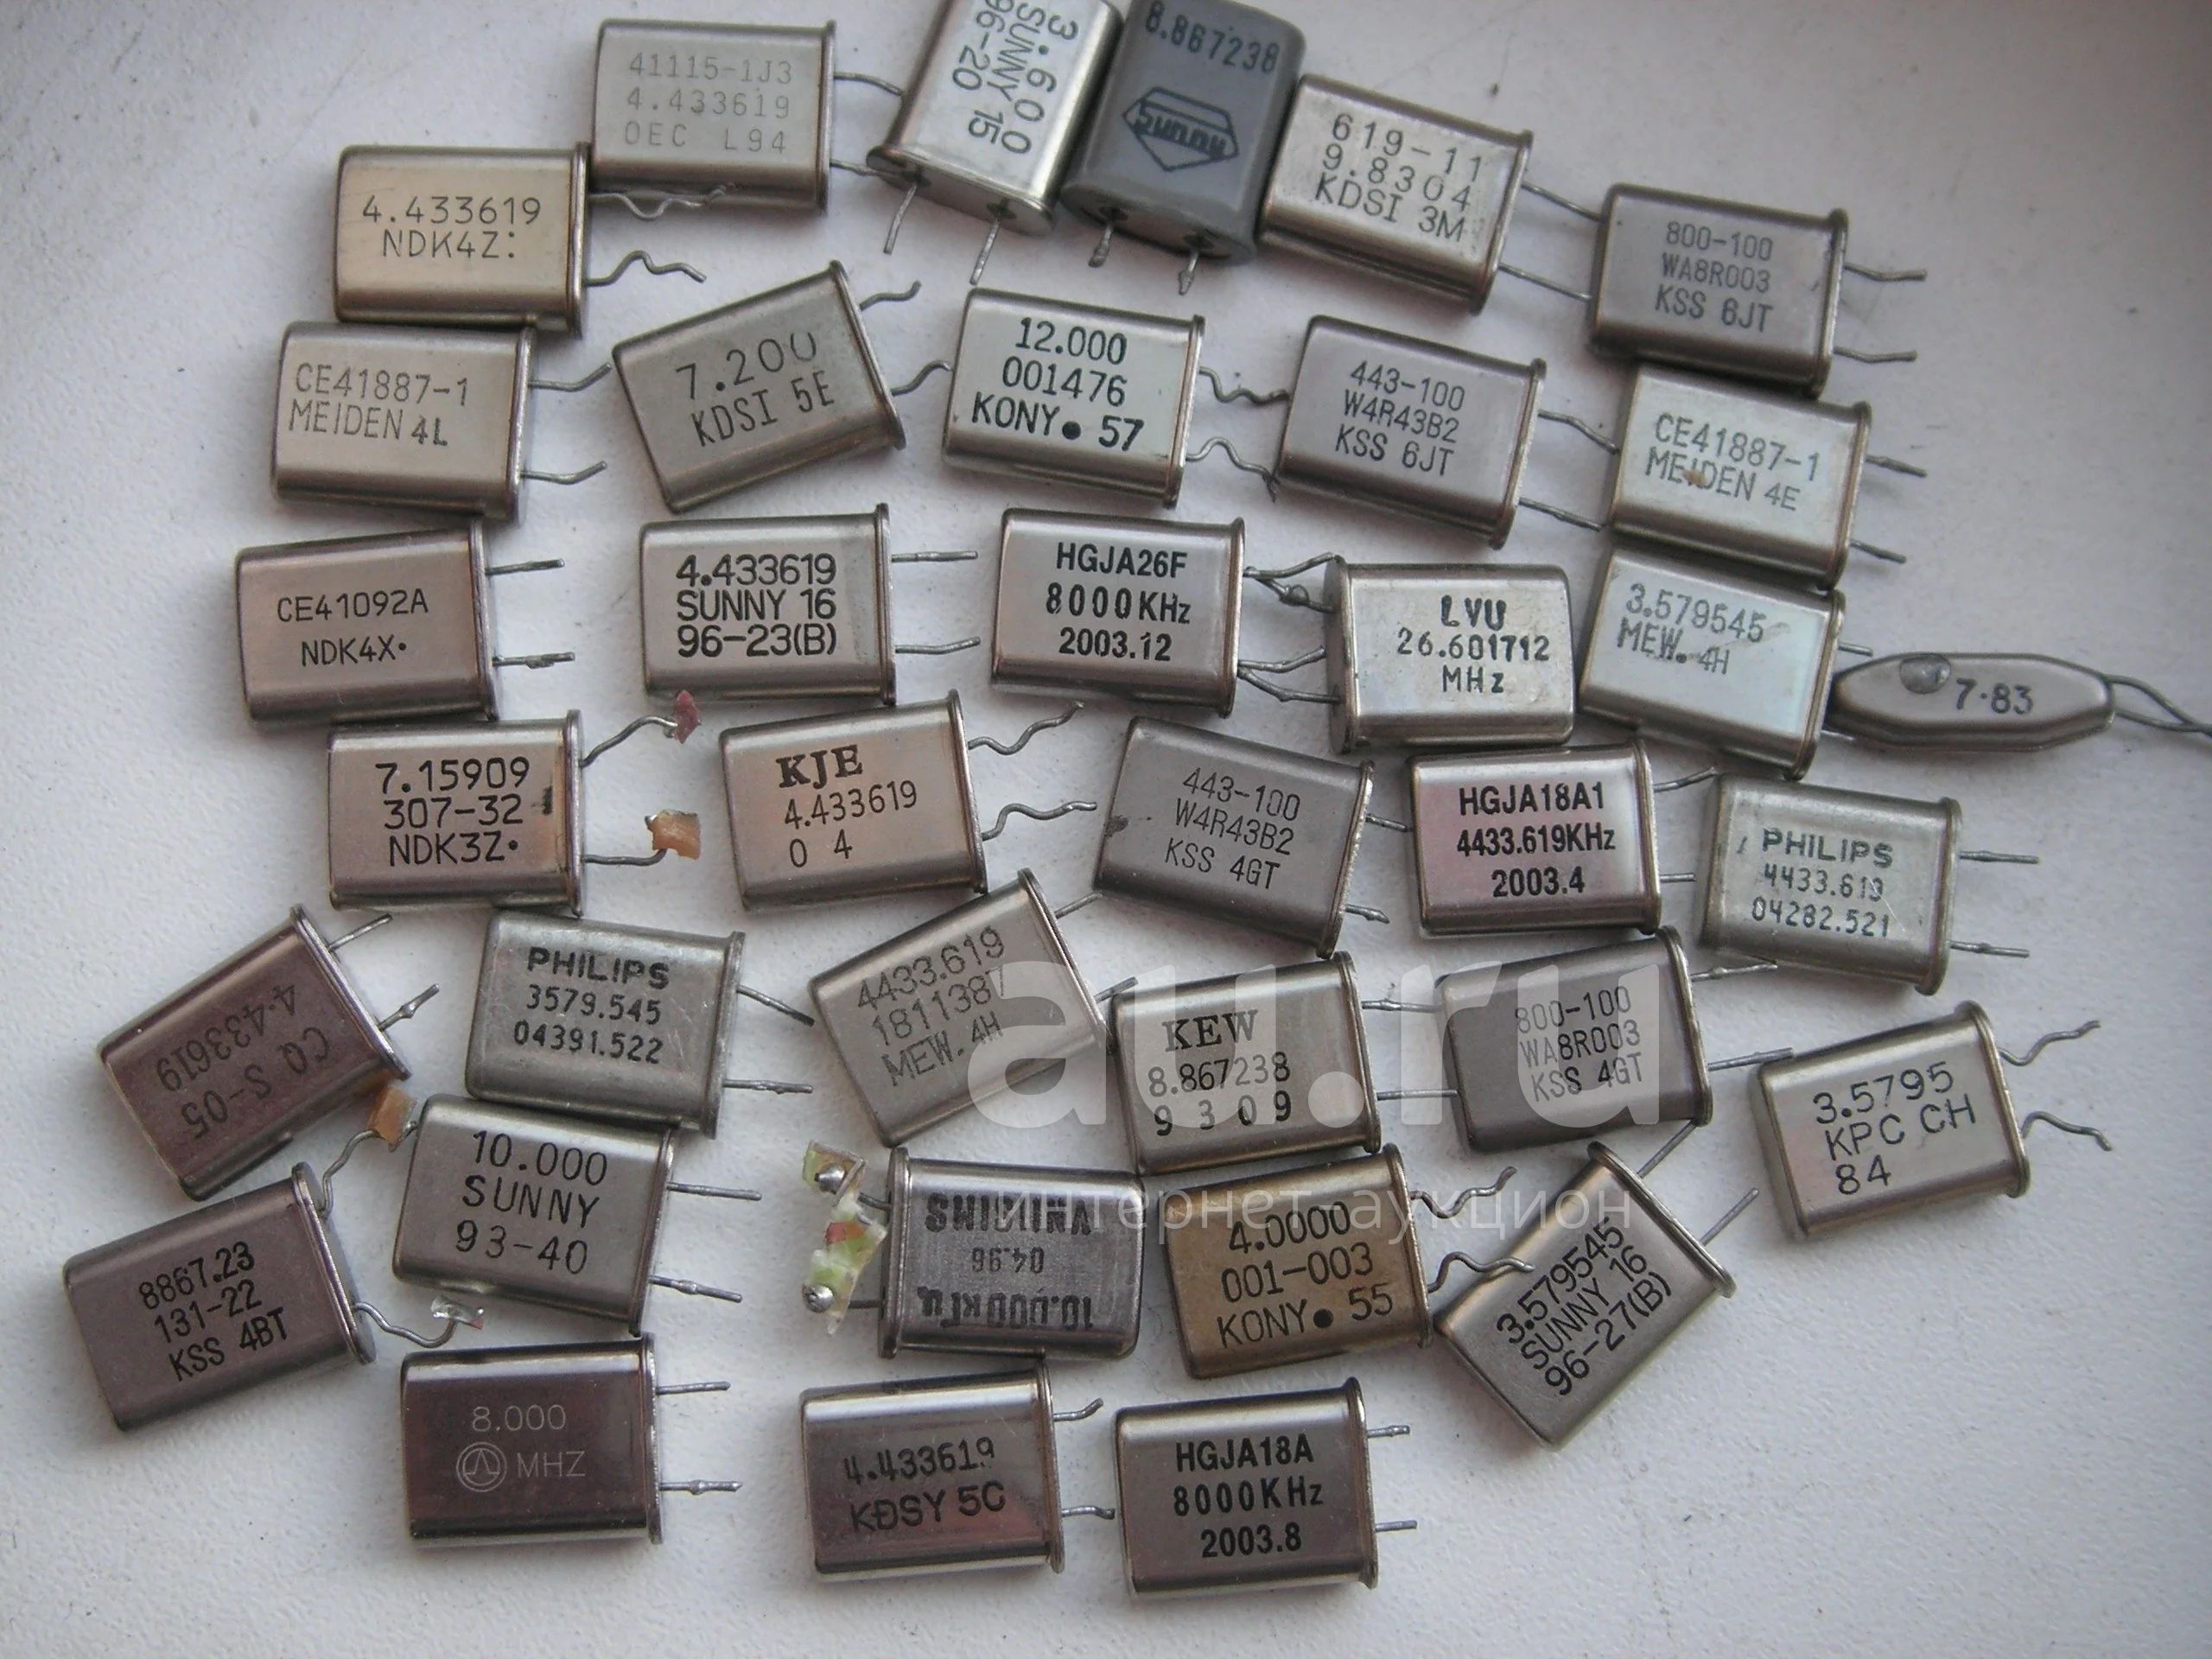 41115-1J3
4.433619
OEC L94
3.6000
SUNNY 15
96-20
8.867238
Sunny
619-11
9.8304
KDSI 3M
800-100
WA8R003
KSS 6JT
4.433619
NDK4Z:
CE41887-1
MEIDEN 4L
7.200
KDSI 5E
12.000
001476
KONY● 57
443-100
W4R43B2
KSS 6JT
CE41887-1
MEIDEN 4E
CE41092A
NDK4X•
4.433619
SUNNY 16
96-23(B)
HGJA26F
8000KHz
2003.12
LVU
26.601712
MHz
3.579545
MEW. 4H
7·83
7.15909
307-32
NDK3Z•
KJE
4.433619
0 4
443-100
W4R43B2
KSS 4GT
HGJA18A1
4433.619KHz
2003.4
PHILIPS
4433.619
04282.521
4.433619
CQ S-05
PHILIPS
3579.545
04391.522
4433.619
181138T
MEW. 4H
KEW
8.867238
9 3 0 9
800-100
WA8R003
KSS 4GT
3.5795
KPC CH
84
au.ru
интернет-аукцион
8867.23
131-22
KSS 4BT
10.000
SUNNY
93-40
10.000кГц
04.96
VNIIMSINS
4.0000
001-003
KONY● 55
3.579545
SUNNY 16
96-27(B)
8.000
MHZ
4.433619
KDSY 5C
HGJA18A
8000KHz
2003.8